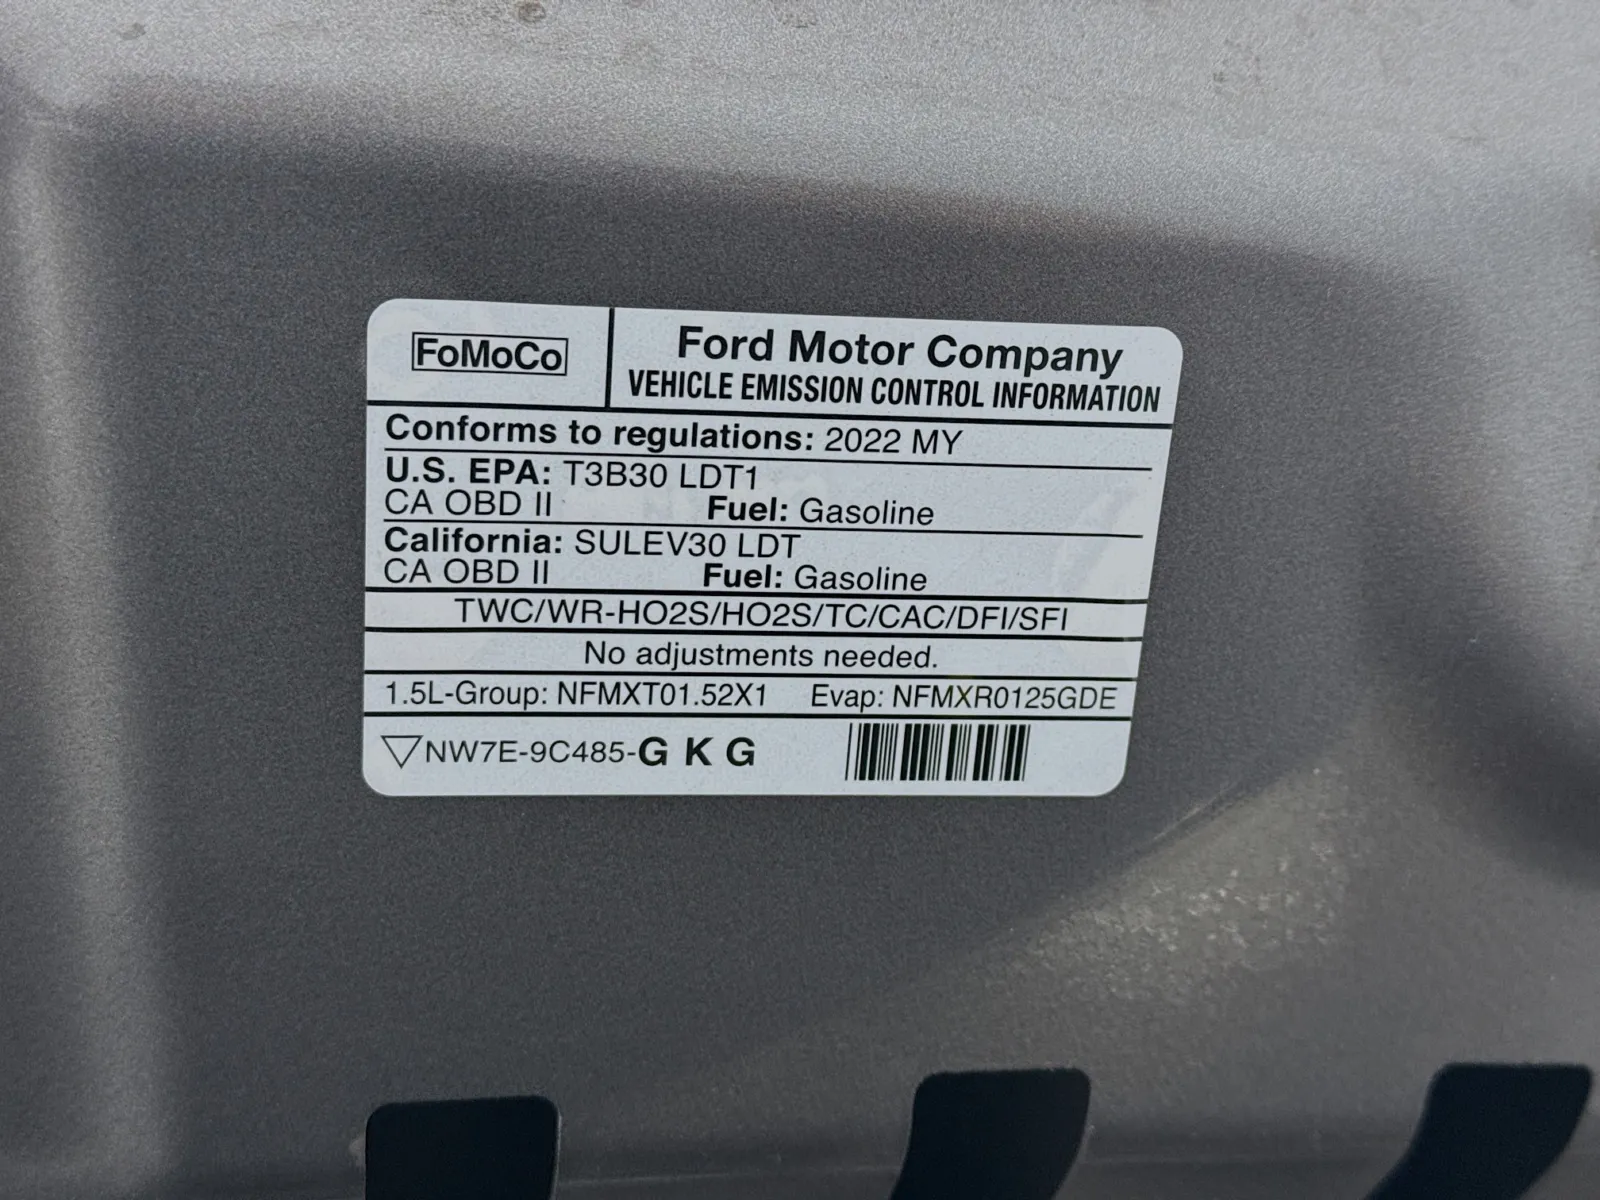 FoMoCo
Ford Motor Company
VEHICLE EMISSION CONTROL INFORMATION
Conforms to regulations: 2022 MY
U.S. EPA: T3B30 LDT1
CA OBD II Fuel: Gasoline
California: SULEV30 LDT
CA OBD II Fuel: Gasoline
TWC/WR-HO2S/HO2S/TC/CAC/DFI/SFI
No adjustments needed.
1.5L-Group: NFMXT01.52X1 Evap: NFMXR0125GDE
NW7E-9C485-G K G